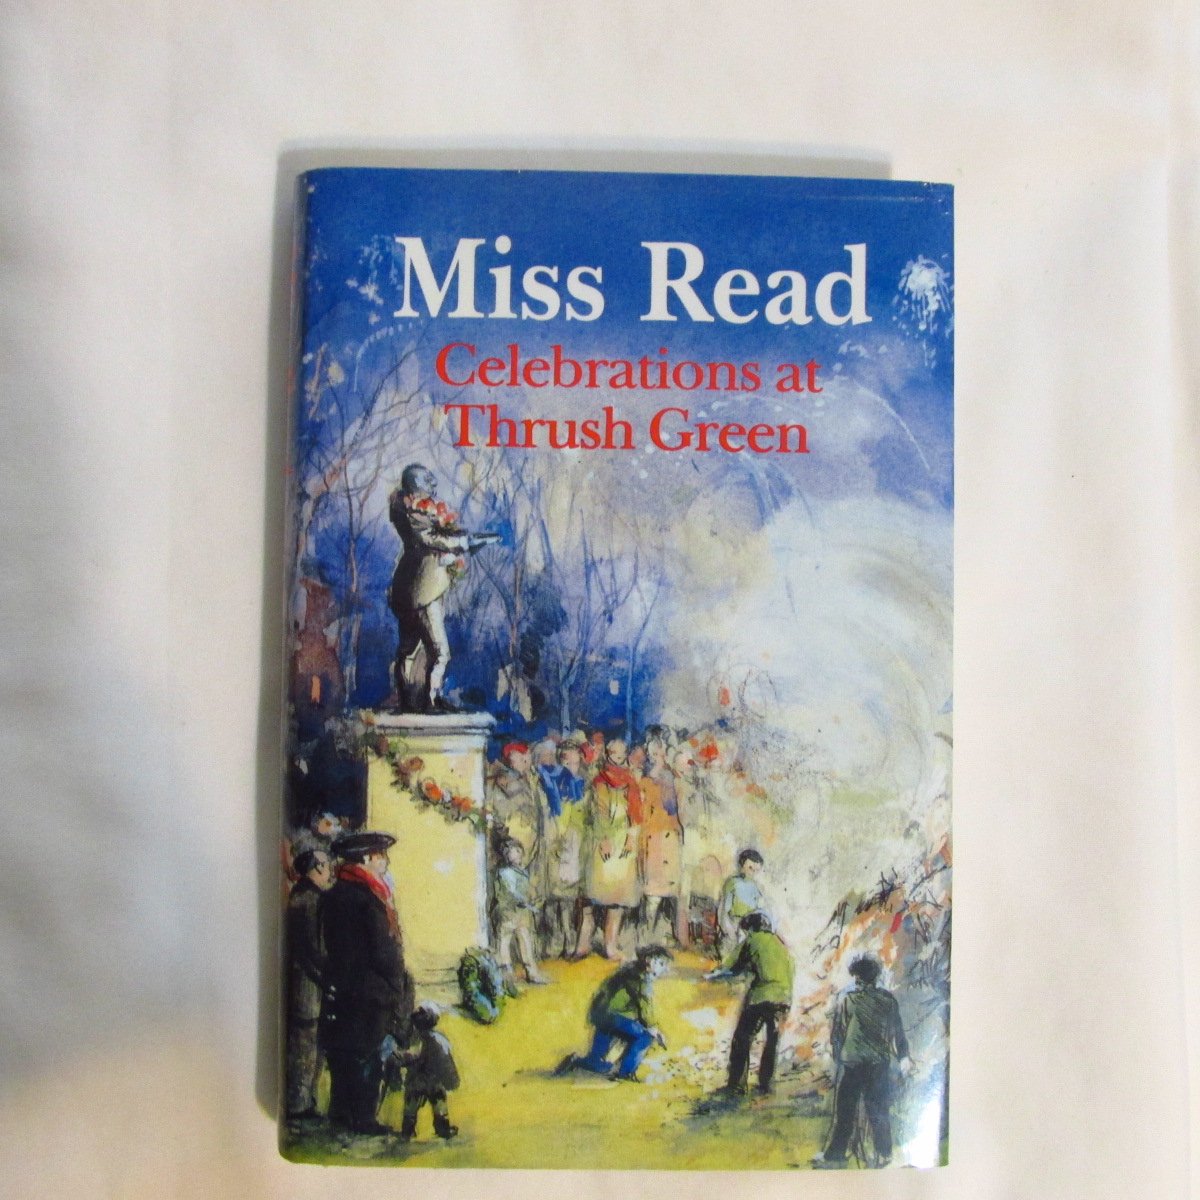 Miss Read
Celebrations at
Thrush Green